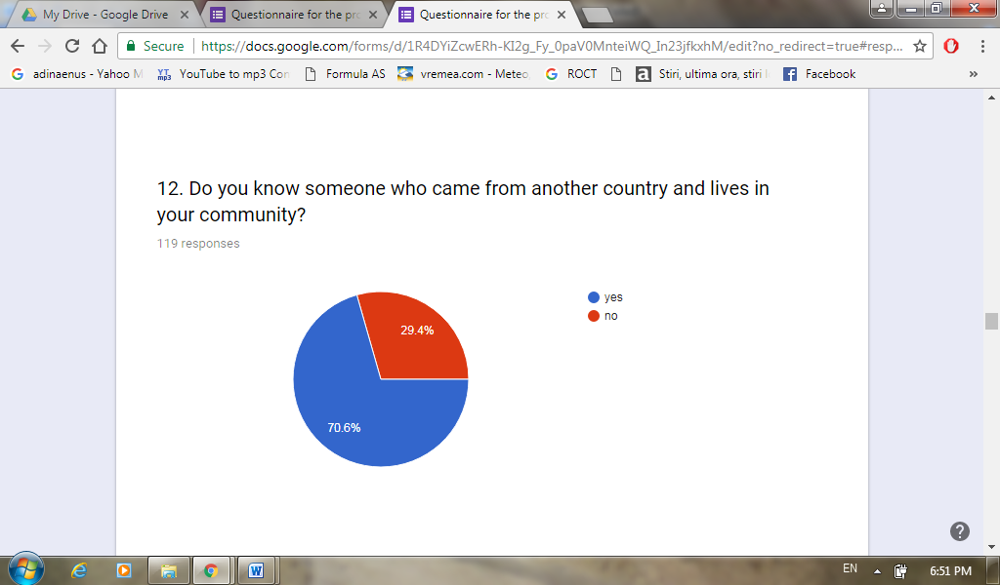 My Drive - Google Drive
Questionnaire for the pro
Questionnaire for the pro
Secure
https://docs.google.com/forms/d/1R4DYiZcwERh-KI2g_Fy_0paV0MnteiWQ_In23jfkxhM/edit?no_redirect=true#resp...
adinaenus - Yahoo M
YouTube to mp3 Con
Formula AS
vremea.com - Meteo
ROCT
Stiri, ultima ora, stiri
Facebook
»
12. Do you know someone who came from another country and lives in
your community?
119 responses
yes
no
29.4%
70.6%
EN
6:51 PM